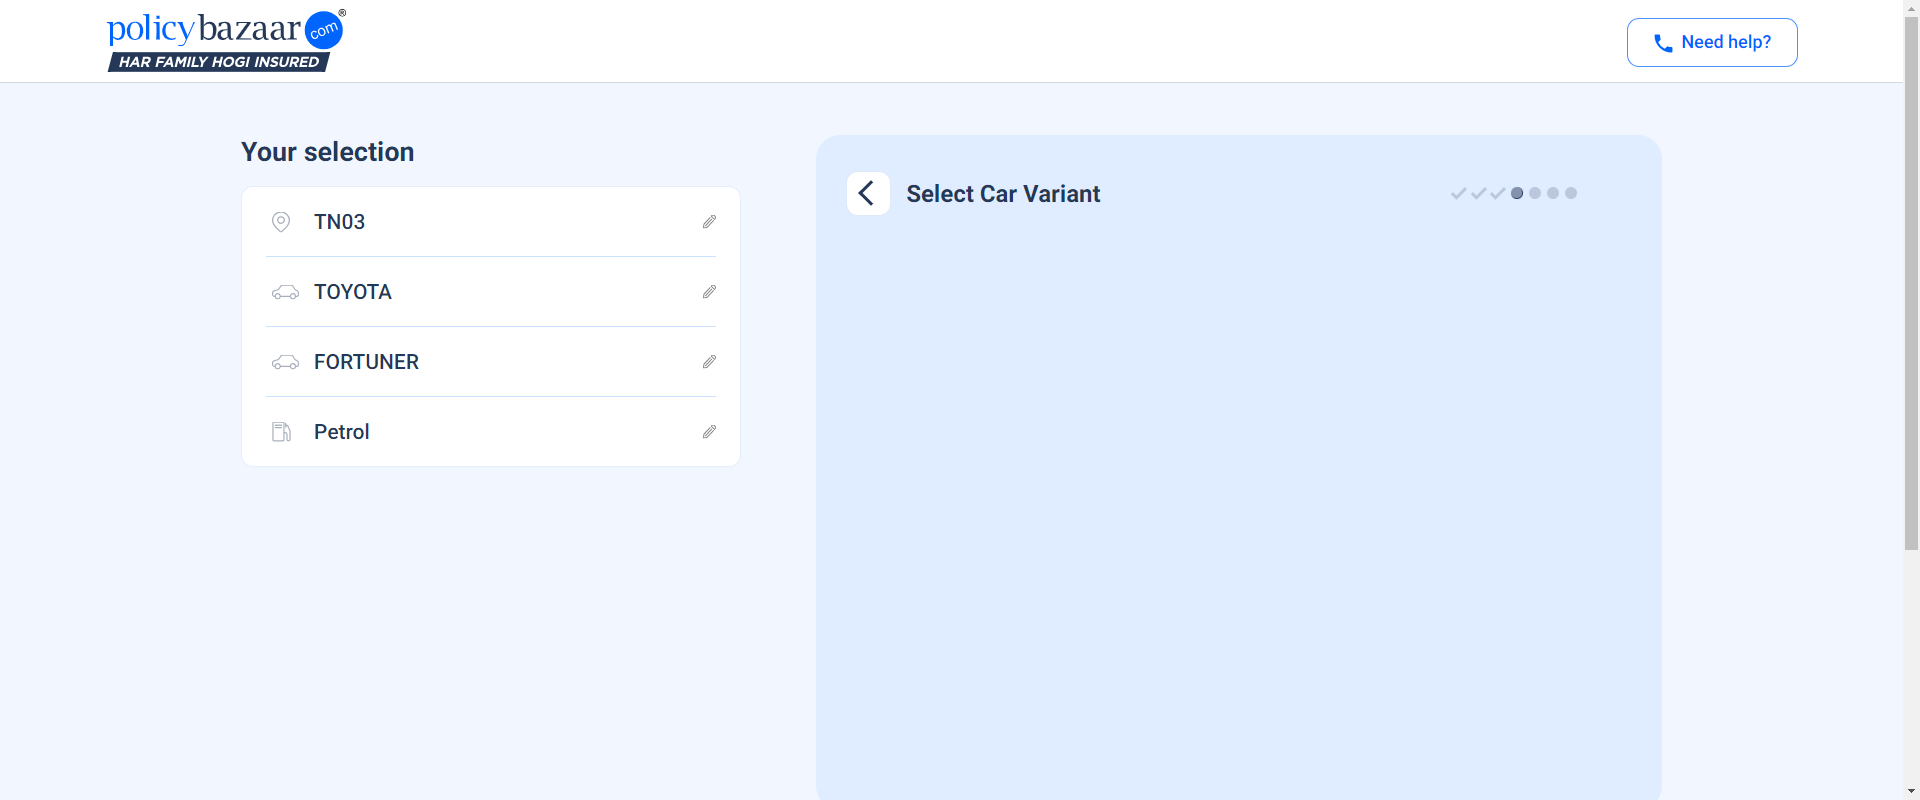 policybazaar com ®
HAR FAMILY HOGI INSURED
Need help?
Your selection
TN03
TOYOTA
FORTUNER
Petrol
Select Car Variant